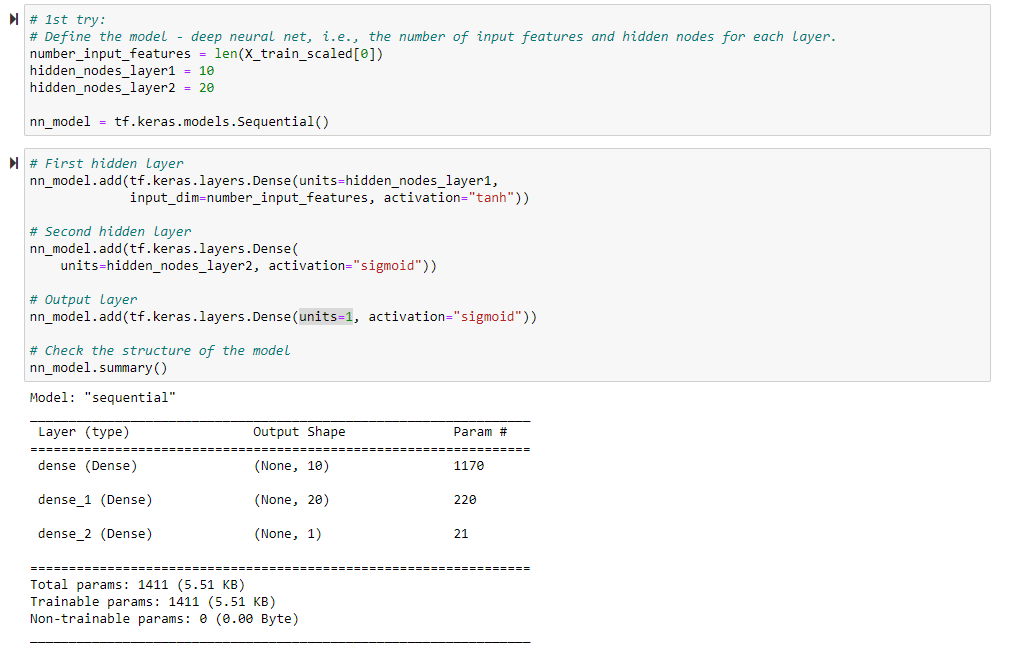 # 1st try:
# Define the model - deep neural net, i.e., the number of input features and hidden nodes for each layer.
number_input_features = len(X_train_scaled[0])
hidden_nodes_layer1 = 10
hidden_nodes_layer2 = 20
nn_model = tf.keras.models.Sequential()
# First hidden layer
nn_model.add(tf.keras.layers.Dense(units=hidden_nodes_layer1,
input_dim=number_input_features, activation="tanh"))
# Second hidden layer
nn_model.add(tf.keras.layers.Dense(
units=hidden_nodes_layer2, activation="sigmoid"))
# Output layer
nn_model.add(tf.keras.layers.Dense(units=1, activation="sigmoid"))
# Check the structure of the model
nn_model.summary()
Model: "sequential"
_________________________________________________________________
Layer (type) Output Shape Param #
=================================================================
dense (Dense) (None, 10) 1170
dense_1 (Dense) (None, 20) 220
dense_2 (Dense) (None, 1) 21
=================================================================
Total params: 1411 (5.51 KB)
Trainable params: 1411 (5.51 KB)
Non-trainable params: 0 (0.00 Byte)
_________________________________________________________________